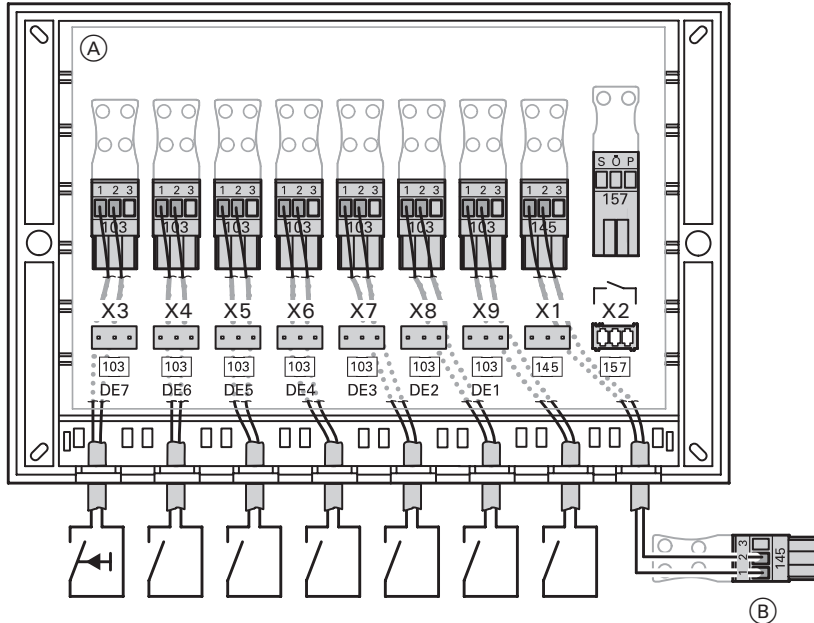 A
S Ö P
1 2 3 1 2 3 1 2 3 1 2 3 1 2 3 1 2 3 1 2 3 1 2 3
157
103 103 103 103 103 103 103 145
X3 X4 X5 X6 X7 X8 X9 X1 X2
103 103 103 103 103 103 103 145 157
DE7 DE6 DE5 DE4 DE3 DE2 DE1
1 2 3
145
B